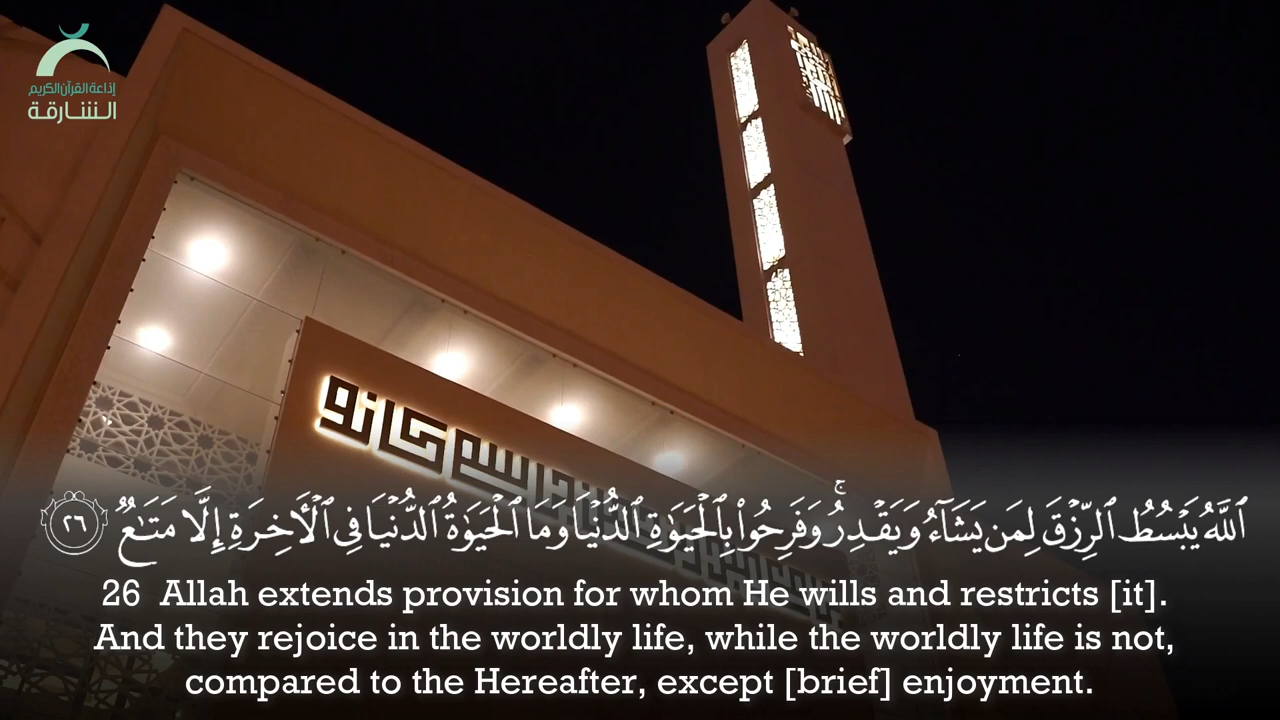 إذاعة القرآن الكريم
الشارقة
ٱللَّهُ يَبْسُطُ ٱلرِّزْقَ لِمَن يَشَآءُ وَيَقْدِرُ ۚ وَفَرِحُوا۟ بِٱلْحَيَوٰةِ ٱلدُّنْيَا وَمَا ٱلْحَيَوٰةُ ٱلدُّنْيَا فِى ٱلْـَٔاخِرَةِ إِلَّا مَتَـٰعٌ ٢٦
26 Allah extends provision for whom He wills and restricts [it].
And they rejoice in the worldly life, while the worldly life is not,
compared to the Hereafter, except [brief] enjoyment.